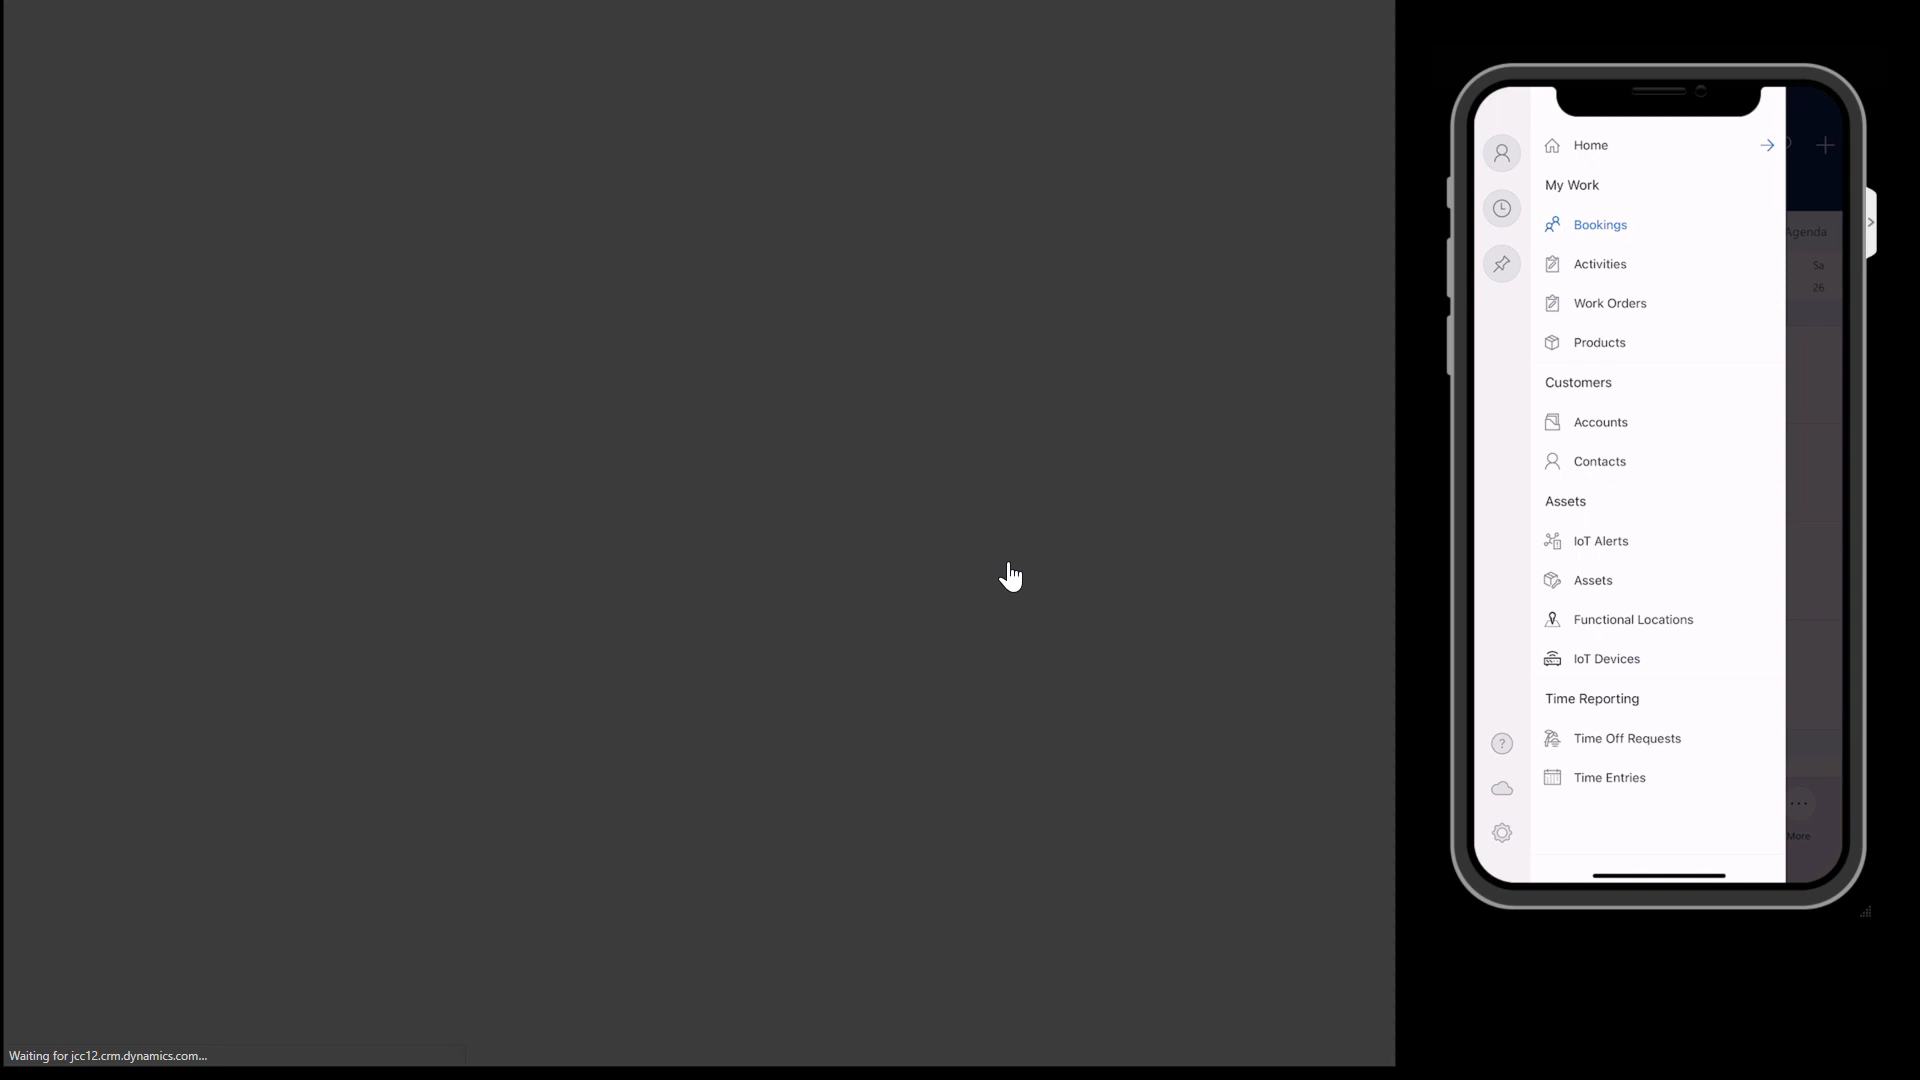 Home
My Work
Bookings
Activities
Work Orders
Products
Customers
Accounts
Contacts
Assets
IoT Alerts
Assets
Functional Locations
IoT Devices
Time Reporting
Time Off Requests
Time Entries
Agenda
Sa
26
More
Waiting for jcc12.crm.dynamics.com...